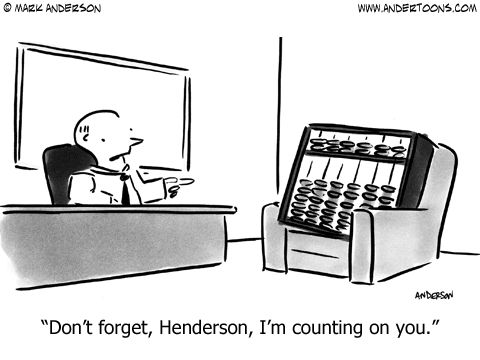 © MARK ANDERSON
WWW.ANDERTOONS.COM
ANDERSON
“Don’t forget, Henderson, I’m counting on you.”